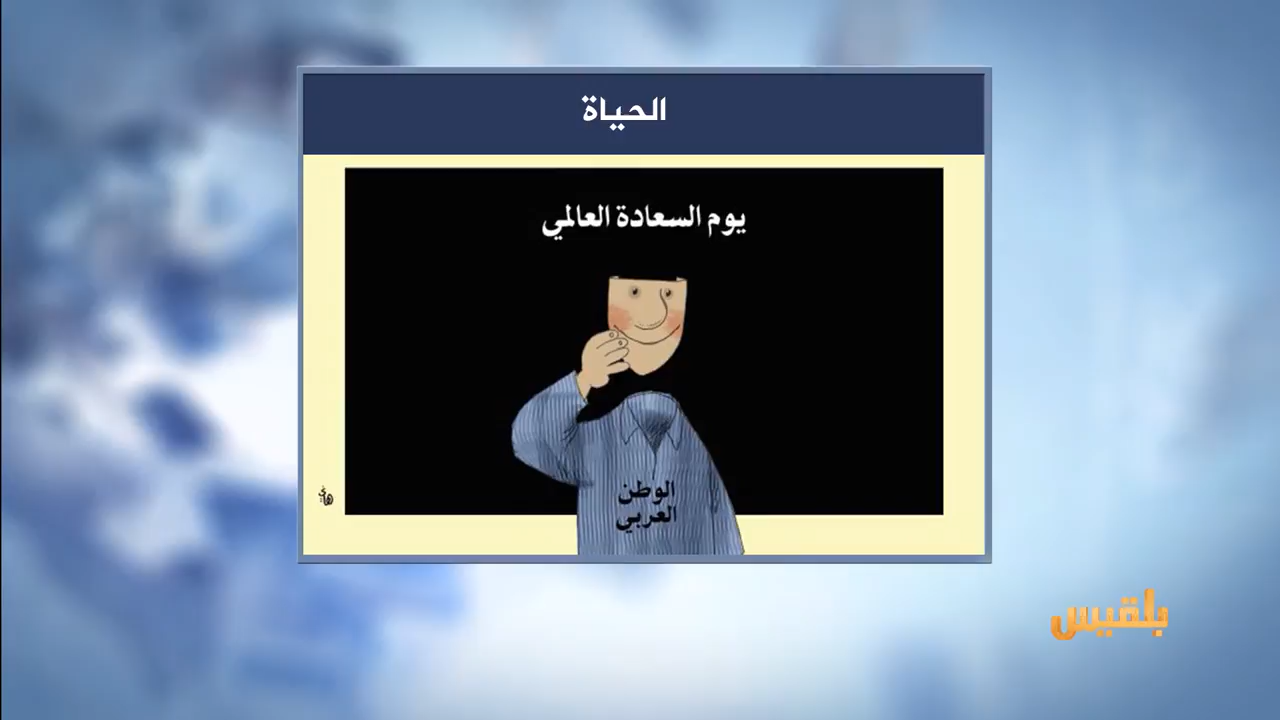 الحياة
يوم السعادة العالمي
الوطن
العربي
بلقيس